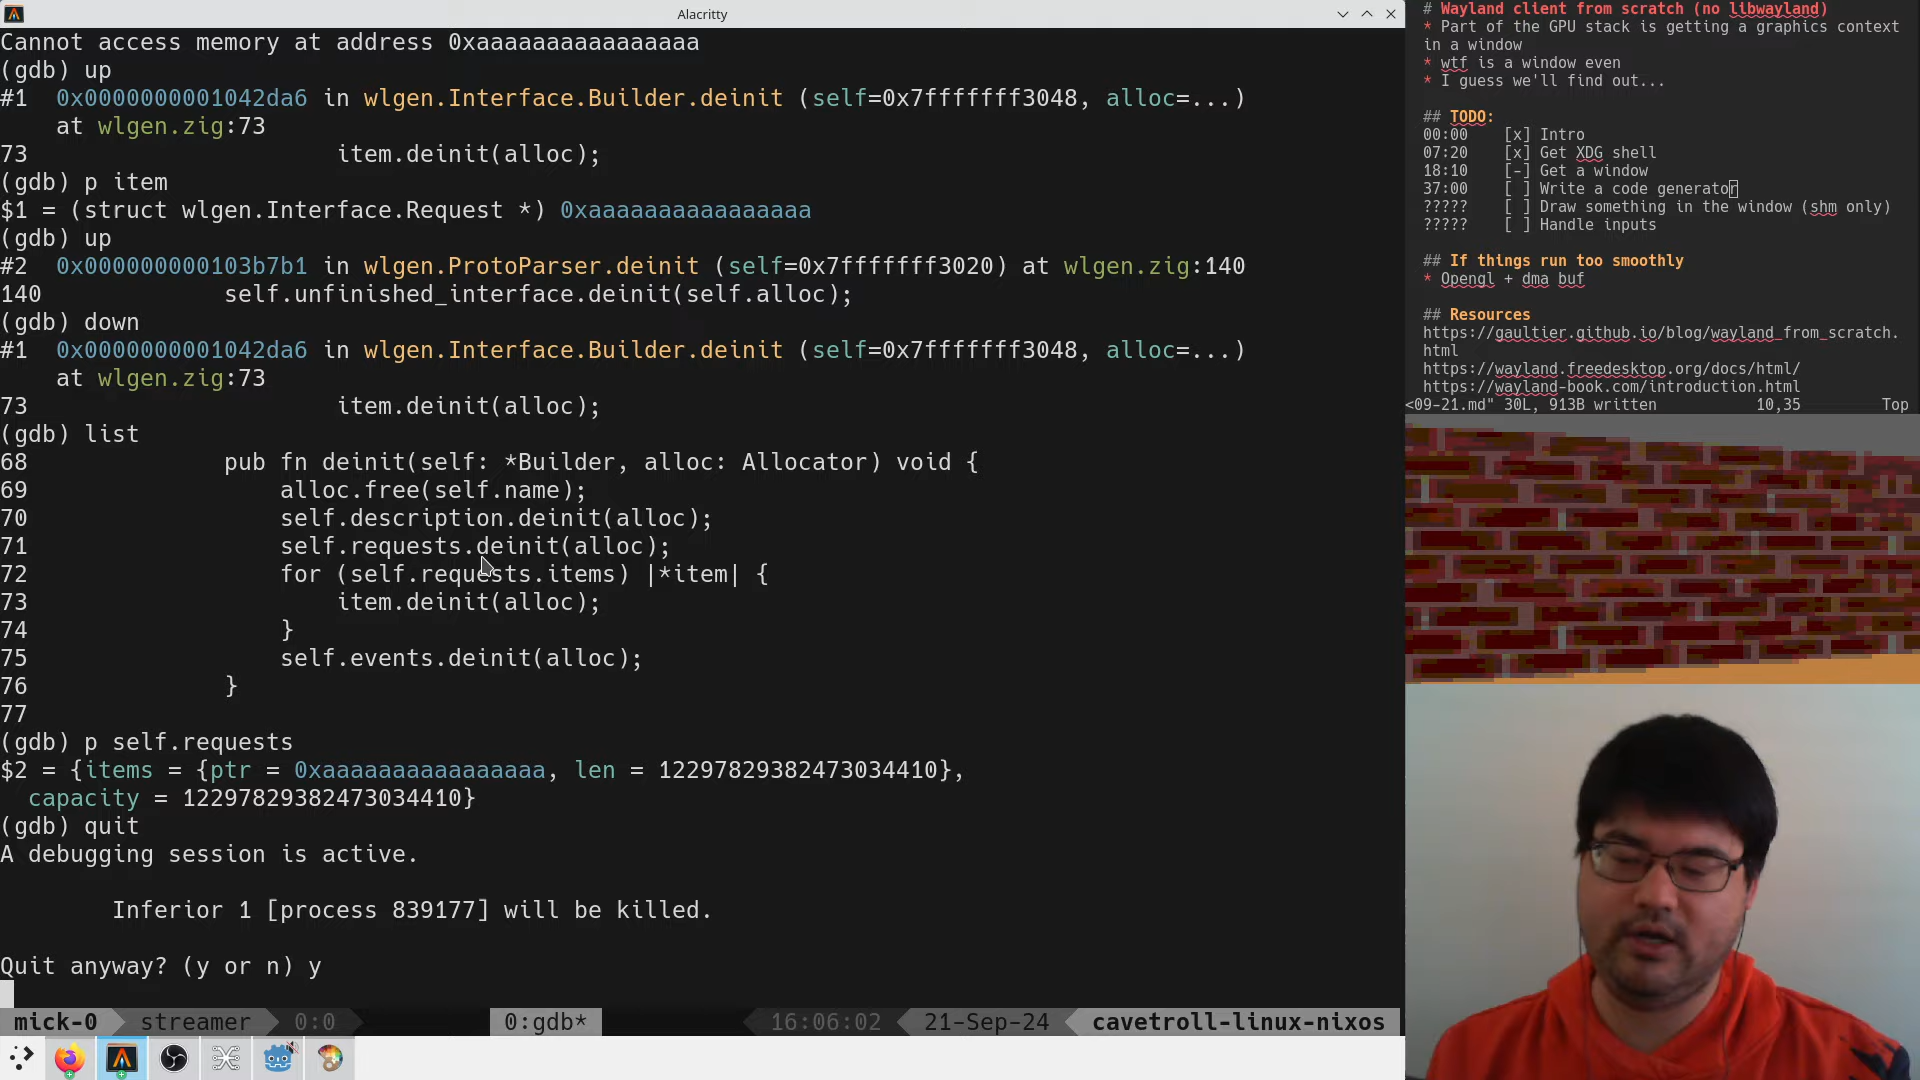 Alacritty
Cannot access memory at address 0xaaaaaaaaaaaaaaaa
(gdb) up
#1  0x0000000001042da6 in wlgen.Interface.Builder.deinit (self=0x7fffffff3048, alloc=...)
    at wlgen.zig:73
73                      item.deinit(alloc);
(gdb) p item
$1 = (struct wlgen.Interface.Request *) 0xaaaaaaaaaaaaaaaa
(gdb) up
#2  0x000000000103b7b1 in wlgen.ProtoParser.deinit (self=0x7fffffff3020) at wlgen.zig:140
140             self.unfinished_interface.deinit(self.alloc);
(gdb) down
#1  0x0000000001042da6 in wlgen.Interface.Builder.deinit (self=0x7fffffff3048, alloc=...)
    at wlgen.zig:73
73                      item.deinit(alloc);
(gdb) list
68              pub fn deinit(self: *Builder, alloc: Allocator) void {
69                  alloc.free(self.name);
70                  self.description.deinit(alloc);
71                  self.requests.deinit(alloc);
72                  for (self.requests.items) |*item| {
73                      item.deinit(alloc);
74                  }
75                  self.events.deinit(alloc);
76              }
77
(gdb) p self.requests
$2 = {items = {ptr = 0xaaaaaaaaaaaaaaaa, len = 12297829382473034410},
  capacity = 12297829382473034410}
(gdb) quit
A debugging session is active.
        Inferior 1 [process 839177] will be killed.
Quit anyway? (y or n) y
mick-0 streamer 0:0 0:gdb* 16:06:02 21-Sep-24 cavetroll-linux-nixos
# Wayland client from scratch (no libwayland)
* Part of the GPU stack is getting a graphics context
in a window
* wtf is a window even
* I guess we'll find out...
## TODO:
00:00    [x] Intro
07:20    [x] Get XDG shell
18:10    [-] Get a window
37:00    [ ] Write a code generator
?????    [ ] Draw something in the window (shm only)
?????    [ ] Handle inputs
## If things run too smoothly
* Opengl + dma buf
## Resources
https://gaultier.github.io/blog/wayland_from_scratch.
html
https://wayland.freedesktop.org/docs/html/
https://wayland-book.com/introduction.html
<09-21.md" 30L, 913B written 10,35 Top